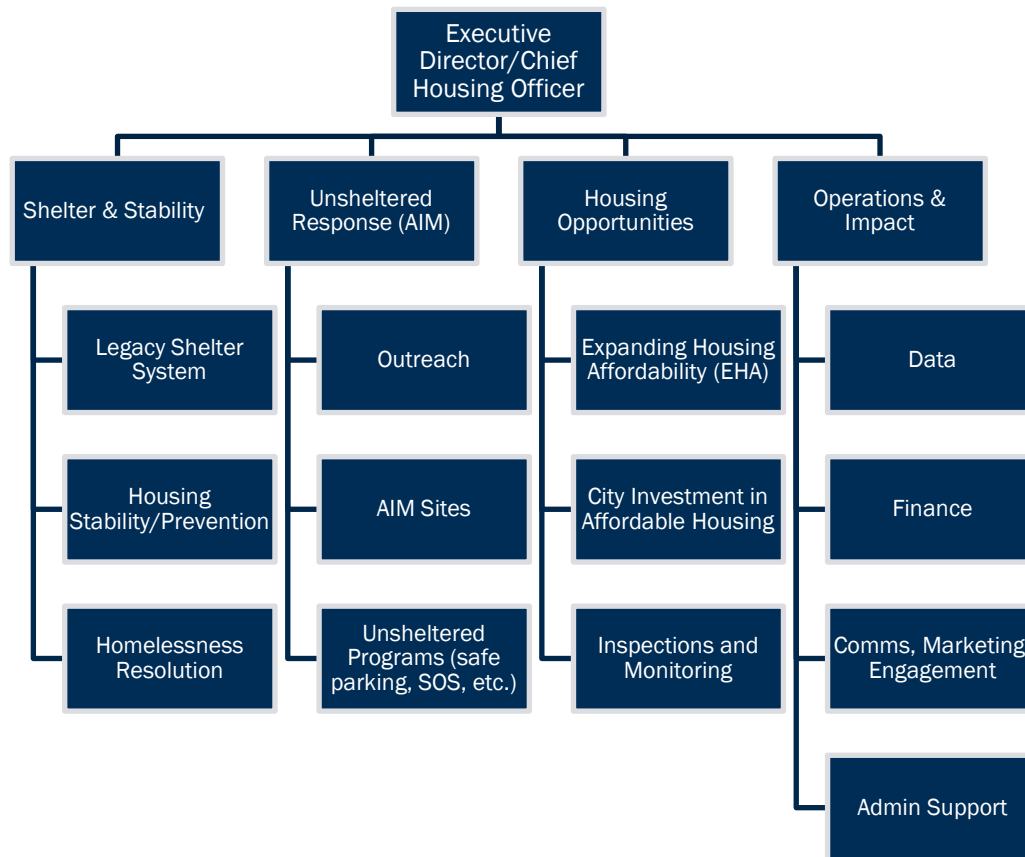 Executive
Director/Chief
Housing Officer
Shelter & Stability
Unsheltered
Response (AIM)
Housing
Opportunities
Operations &
Impact
Legacy Shelter
System
Outreach
Expanding Housing
Affordability (EHA)
Data
Housing
Stability/Prevention
AIM Sites
City Investment in
Affordable Housing
Finance
Homelessness
Resolution
Unsheltered
Programs (safe
parking, SOS, etc.)
Inspections and
Monitoring
Comms, Marketing
Engagement
Admin Support